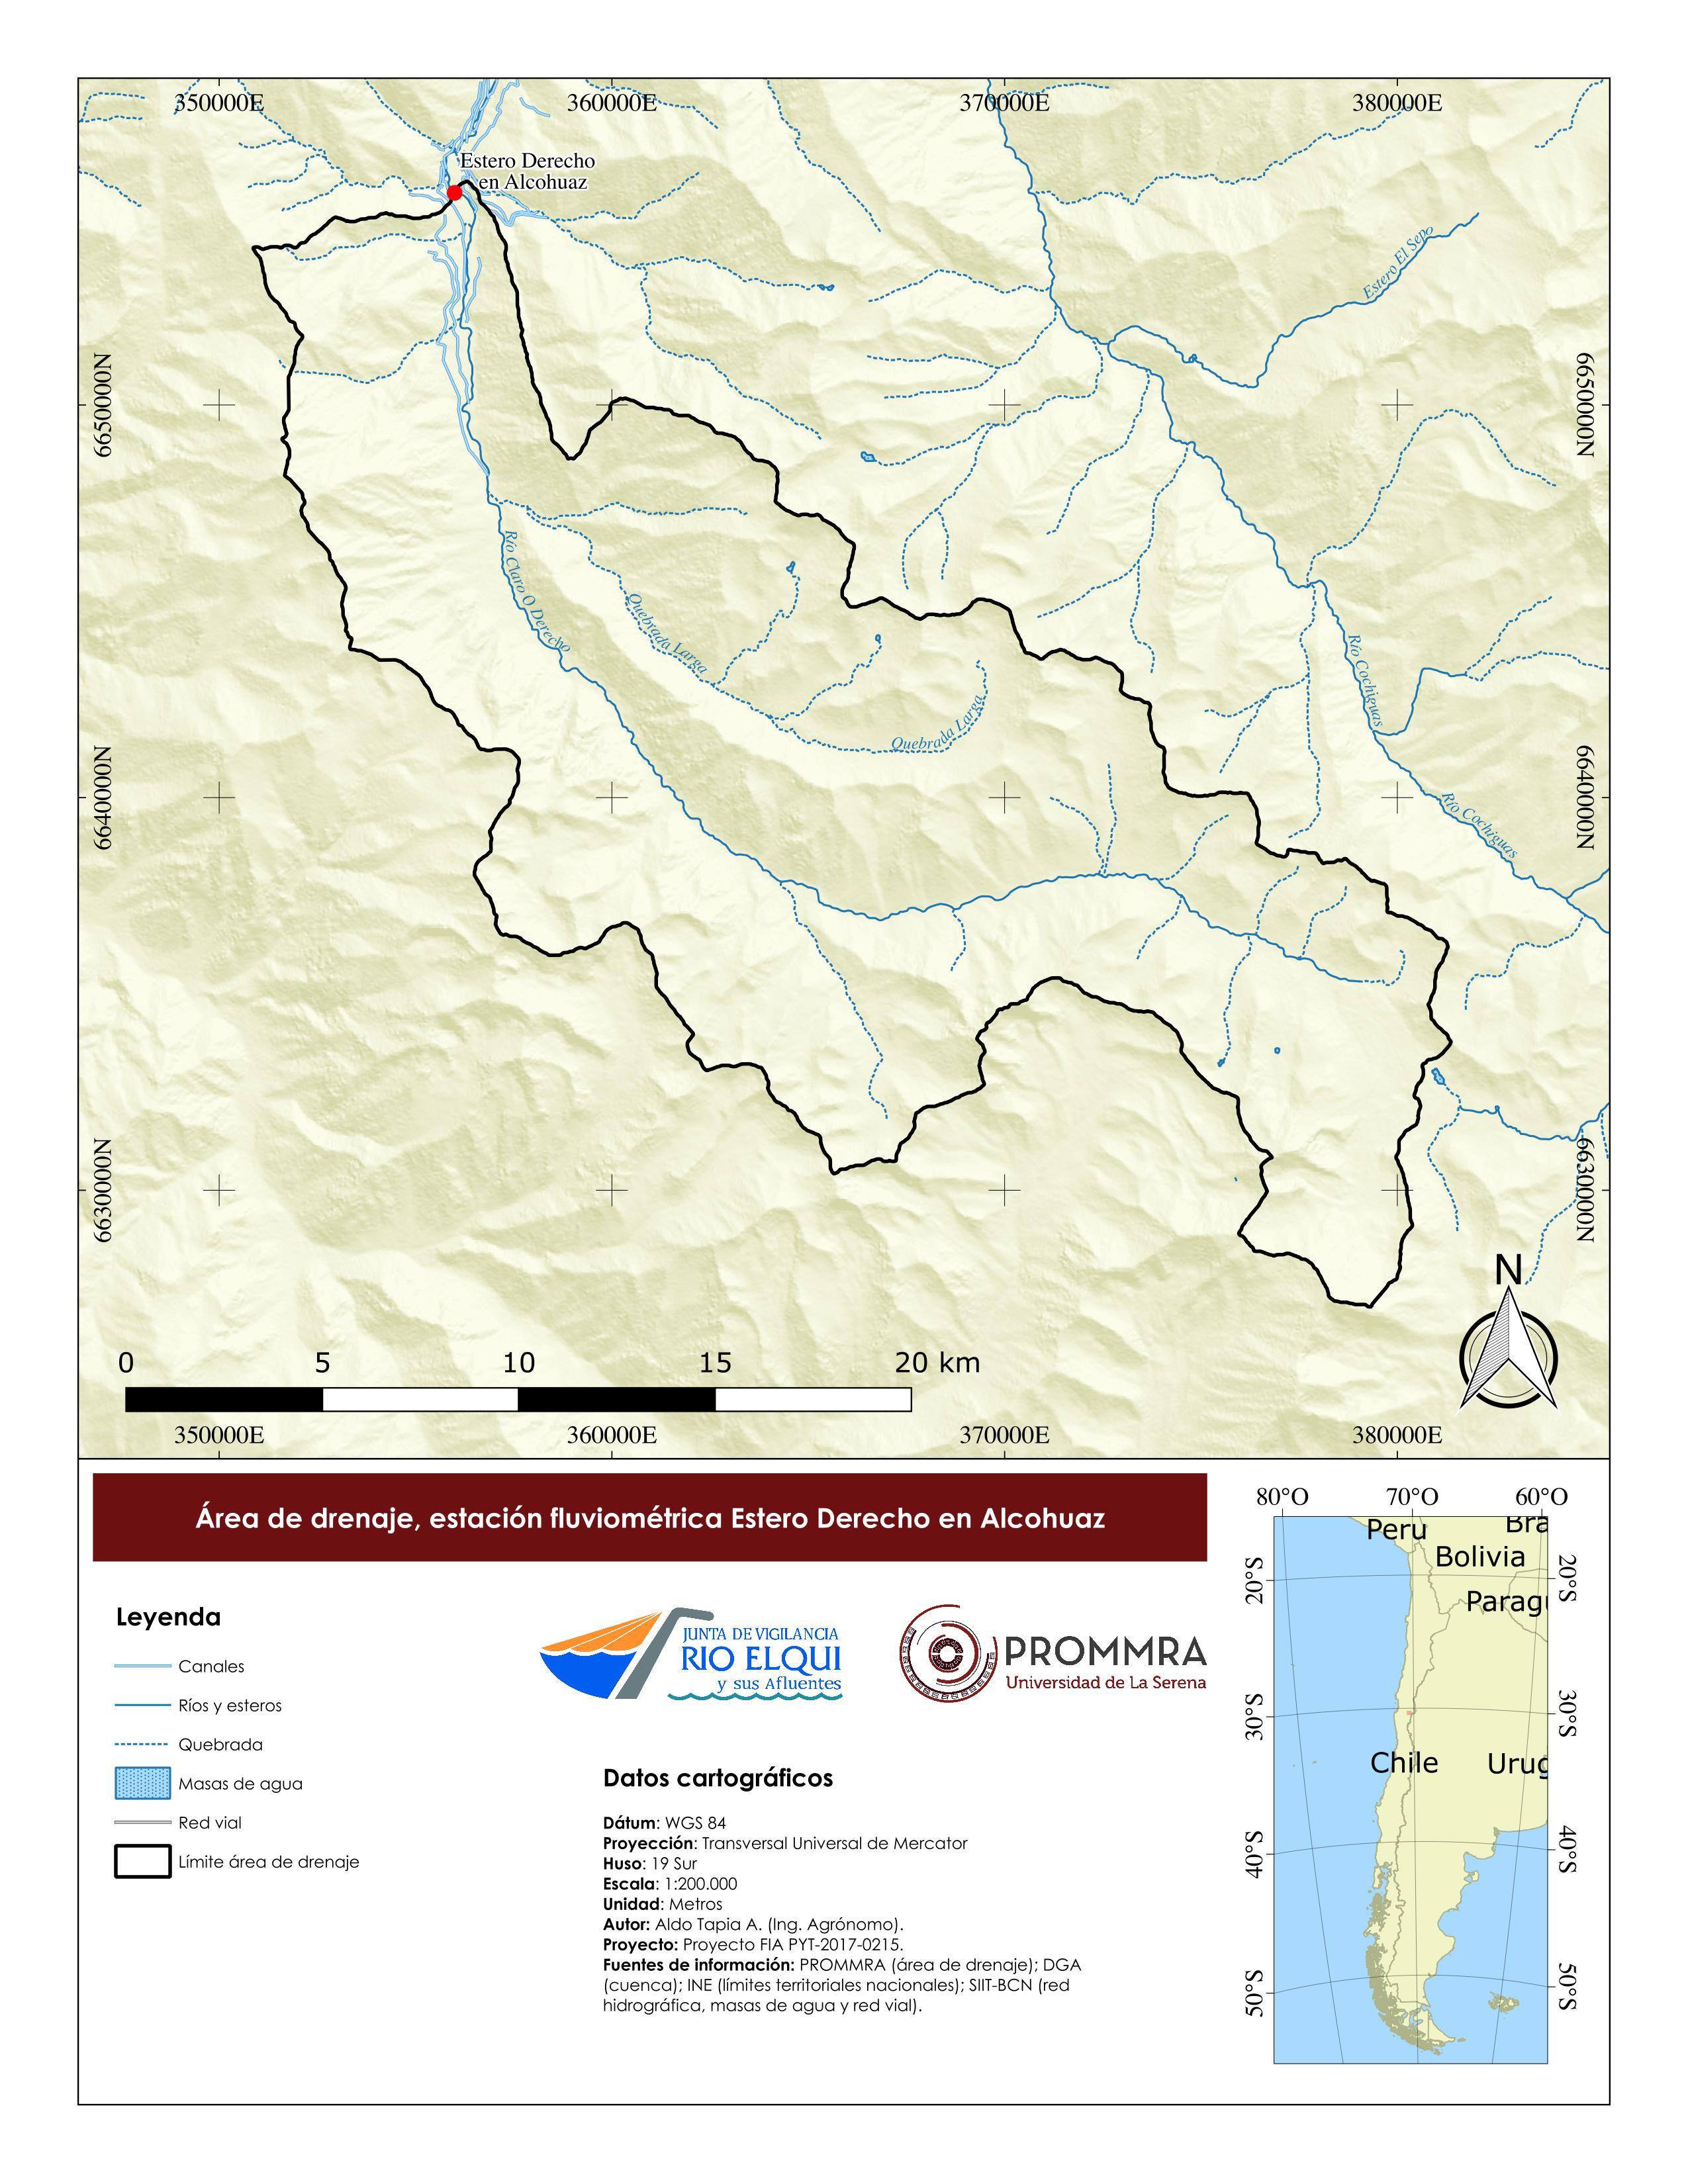 350000E
360000E
370000E
380000E
Estero Derecho
en Alcohuaz
Estero El Sepo
6650000N
6650000N
Río Claro O Derecho
Quebrada Larga
Quebrada Larga
Río Cochiguas
Río Cochiguas
6640000N
6640000N
6630000N
6630000N
N
0
5
10
15
20 km
350000E
360000E
370000E
380000E
Área de drenaje, estación fluviométrica Estero Derecho en Alcohuaz
Leyenda
Canales
Ríos y esteros
Quebrada
Masas de agua
Red vial
Límite área de drenaje
JUNTA DE VIGILANCIA
RIO ELQUI
y sus Afluentes
PROMMRA
Universidad de La Serena
Datos cartográficos
Dátum: WGS 84
Proyección: Transversal Universal de Mercator
Huso: 19 Sur
Escala: 1:200.000
Unidad: Metros
Autor: Aldo Tapia A. (Ing. Agrónomo).
Proyecto: Proyecto FIA PYT-2017-0215.
Fuentes de información: PROMMRA (área de drenaje); DGA
(cuenca); INE (límites territoriales nacionales); SIIT-BCN (red
hidrográfica, masas de agua y red vial).
80°O
70°O
60°O
Peru
Bra
Bolivia
Paragu
Chile
Urug
20°S
30°S
40°S
50°S
20°S
30°S
40°S
50°S